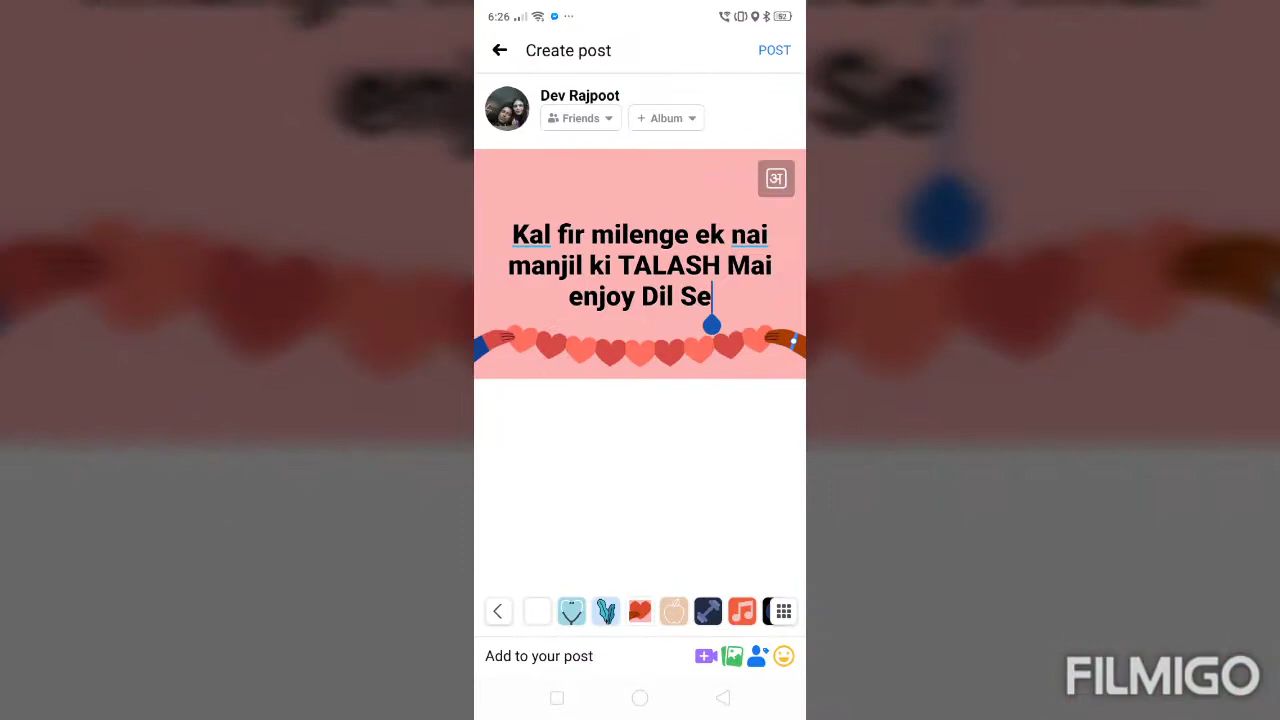 6:26
52
Create post
POST
Dev Rajpoot
Friends
+ Album
अ
Kal fir milenge ek nai
manjil ki TALASH Mai
enjoy Dil Se
Add to your post
FILMIGO